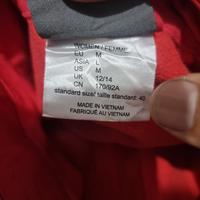 WOMEN / FEMME
EU M
ASIA L
US M
UK 12/14
CN 170/92A
standard size/ taille standard: 40
MADE IN VIETNAM
FABRIQUÉ AU VIETNAM